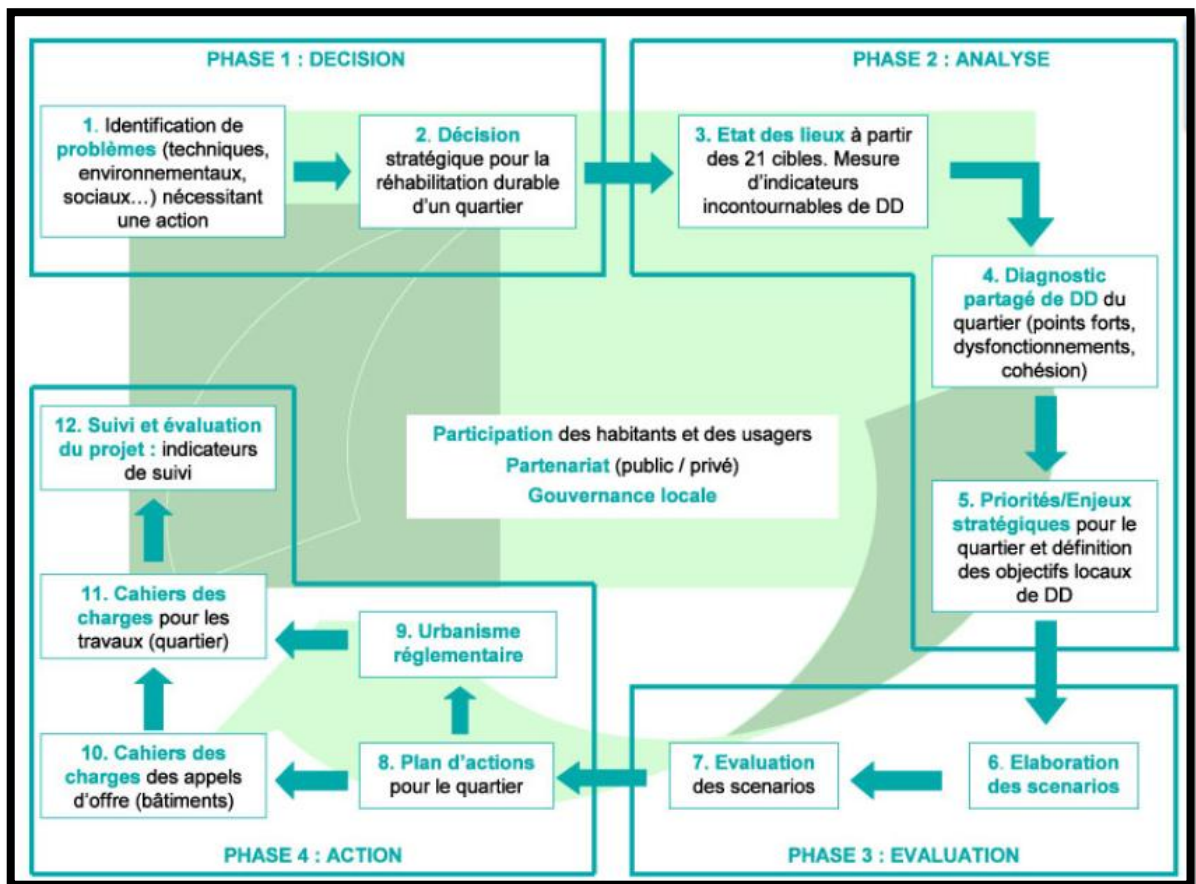 PHASE 1 : DECISION
1. Identification de
problèmes (techniques,
environnementaux,
sociaux...) nécessitant
une action
2. Décision
stratégique pour la
réhabilitation durable
d'un quartier
PHASE 2 : ANALYSE
3. Etat des lieux à partir
des 21 cibles. Mesure
d'indicateurs
incontournables de DD
4. Diagnostic
partagé de DD du
quartier (points forts,
dysfonctionnements,
cohésion)
5. Priorités/Enjeux
stratégiques pour le
quartier et définition
des objectifs locaux
de DD
Participation des habitants et des usagers
Partenariat (public / privé)
Gouvernance locale
6. Elaboration
des scenarios
7. Evaluation
des scenarios
PHASE 3 : EVALUATION
8. Plan d'actions
pour le quartier
9. Urbanisme
réglementaire
10. Cahiers des
charges des appels
d'offre (bâtiments)
11. Cahiers des
charges pour les
travaux (quartier)
12. Suivi et évaluation
du projet : indicateurs
de suivi
PHASE 4 : ACTION